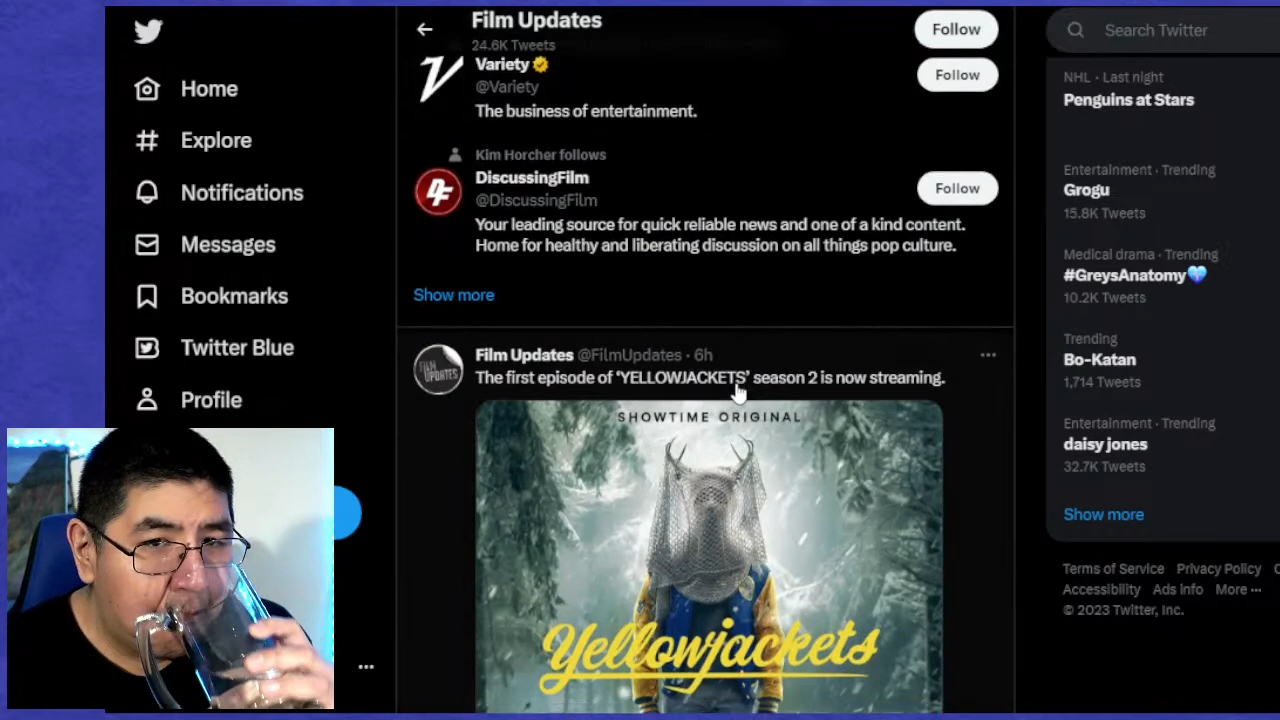 Film Updates
24.6K Tweets
Follow
Search Twitter
Home
Explore
Notifications
Messages
Bookmarks
Twitter Blue
Profile
Variety
@Variety
Follow
The business of entertainment.
Kim Horcher follows
DiscussingFilm
@DiscussingFilm
Follow
Your leading source for quick reliable news and one of a kind content.
Home for healthy and liberating discussion on all things pop culture.
Show more
Film Updates @FilmUpdates · 6h
The first episode of ‘YELLOWJACKETS’ season 2 is now streaming.
FILM
UPDATES
SHOWTIME ORIGINAL
Yellowjackets
NHL · Last night
Penguins at Stars
Entertainment · Trending
Grogu
15.8K Tweets
Medical drama · Trending
#GreysAnatomy
10.2K Tweets
Trending
Bo-Katan
1,714 Tweets
Entertainment · Trending
daisy jones
32.7K Tweets
Show more
Terms of Service Privacy Policy
Accessibility Ads info More ···
© 2023 Twitter, Inc.